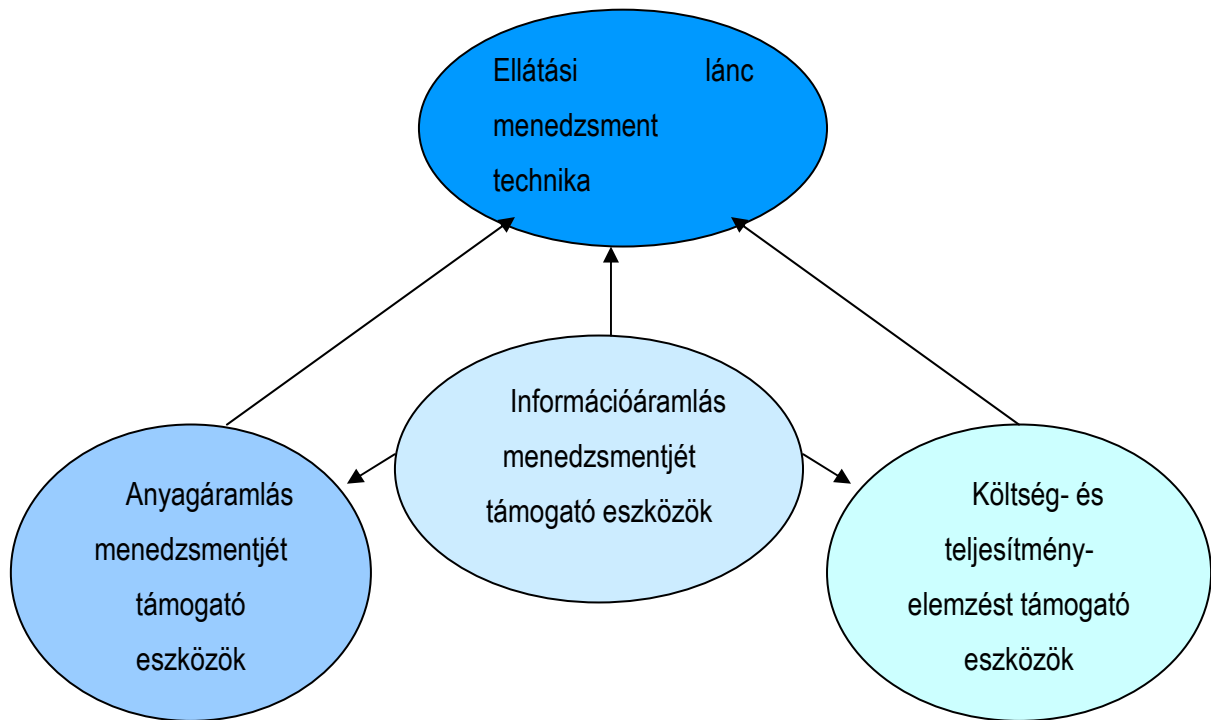 Ellátási lánc
menedzsment
technika
Információáramlás
menedzsmentjét
támogató eszközök
Anyagáramlás
menedzsmentjét
támogató
eszközök
Költség- és
teljesítmény-
elemzést támogató
eszközök